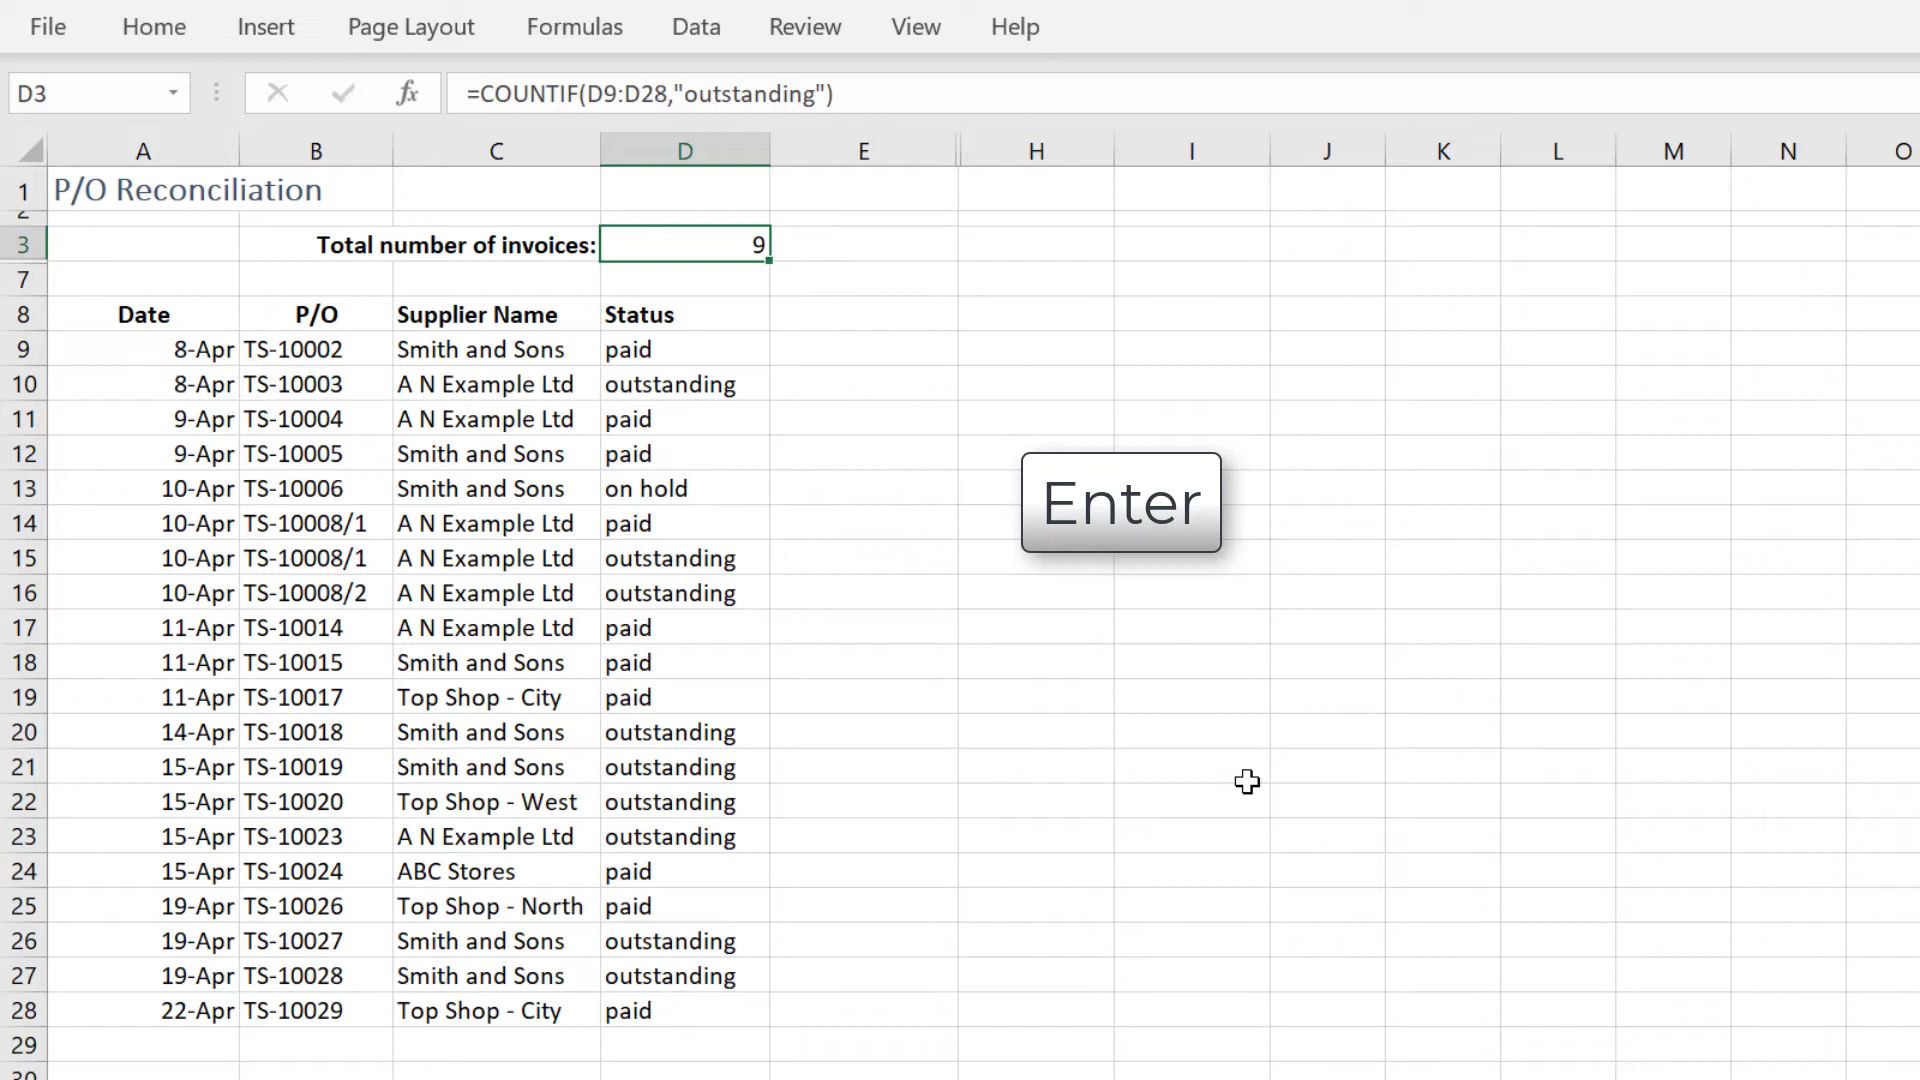 File Home Insert Page Layout Formulas Data Review View Help
D3 fx =COUNTIF(D9:D28,"outstanding")
A B C D E H I J K L M N O
1 P/O Reconciliation
2
3 Total number of invoices: 9
7
8 Date P/O Supplier Name Status
9 8-Apr TS-10002 Smith and Sons paid
10 8-Apr TS-10003 A N Example Ltd outstanding
11 9-Apr TS-10004 A N Example Ltd paid
12 9-Apr TS-10005 Smith and Sons paid
13 10-Apr TS-10006 Smith and Sons on hold
Enter
14 10-Apr TS-10008/1 A N Example Ltd paid
15 10-Apr TS-10008/1 A N Example Ltd outstanding
16 10-Apr TS-10008/2 A N Example Ltd outstanding
17 11-Apr TS-10014 A N Example Ltd paid
18 11-Apr TS-10015 Smith and Sons paid
19 11-Apr TS-10017 Top Shop - City paid
20 14-Apr TS-10018 Smith and Sons outstanding
21 15-Apr TS-10019 Smith and Sons outstanding
22 15-Apr TS-10020 Top Shop - West outstanding
23 15-Apr TS-10023 A N Example Ltd outstanding
24 15-Apr TS-10024 ABC Stores paid
25 19-Apr TS-10026 Top Shop - North paid
26 19-Apr TS-10027 Smith and Sons outstanding
27 19-Apr TS-10028 Smith and Sons outstanding
28 22-Apr TS-10029 Top Shop - City paid
29
30